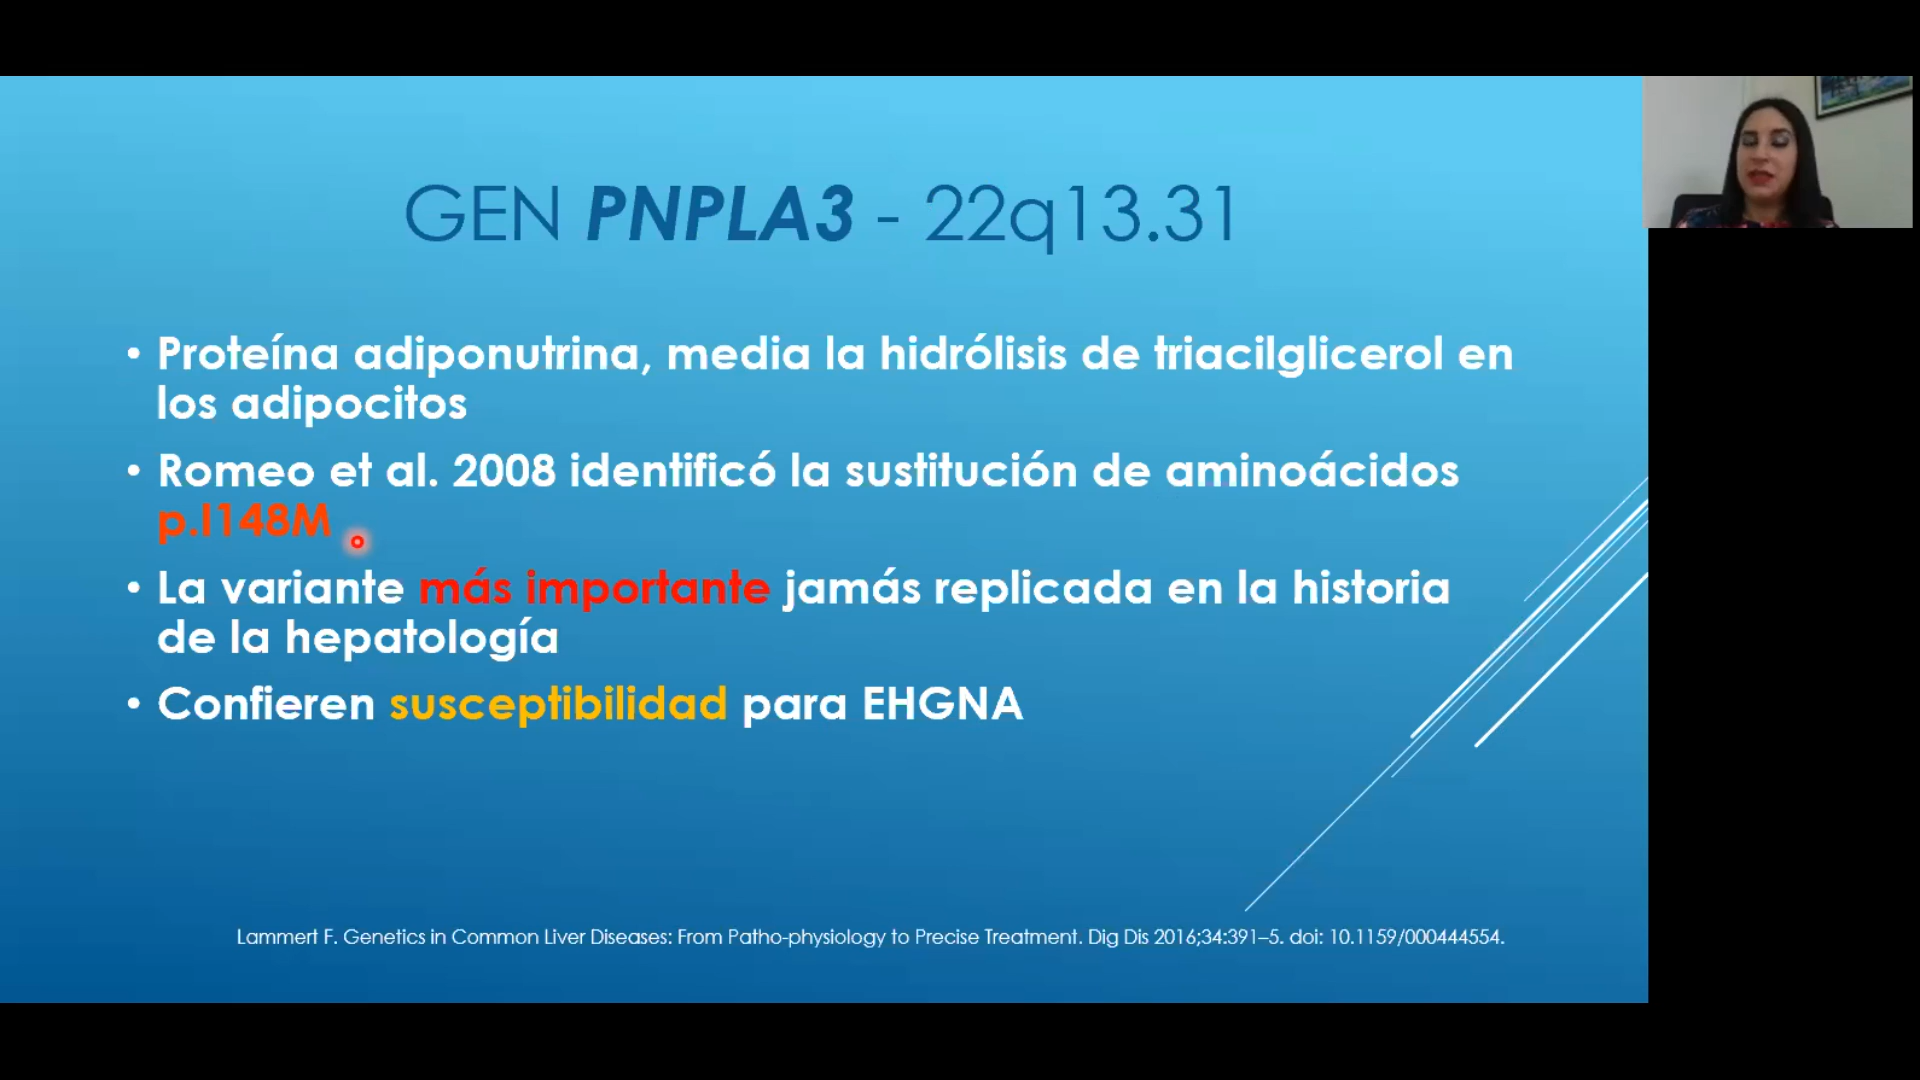 GEN PNPLA3 - 22q13.31
• Proteína adiponutrina, media la hidrólisis de triacilglicerol en
los adipocitos
• Romeo et al. 2008 identificó la sustitución de aminoácidos
p.I148M
• La variante más importante jamás replicada en la historia
de la hepatología
• Confieren susceptibilidad para EHGNA
Lammert F. Genetics in Common Liver Diseases: From Patho-physiology to Precise Treatment. Dig Dis 2016;34:391–5. doi: 10.1159/000444554.